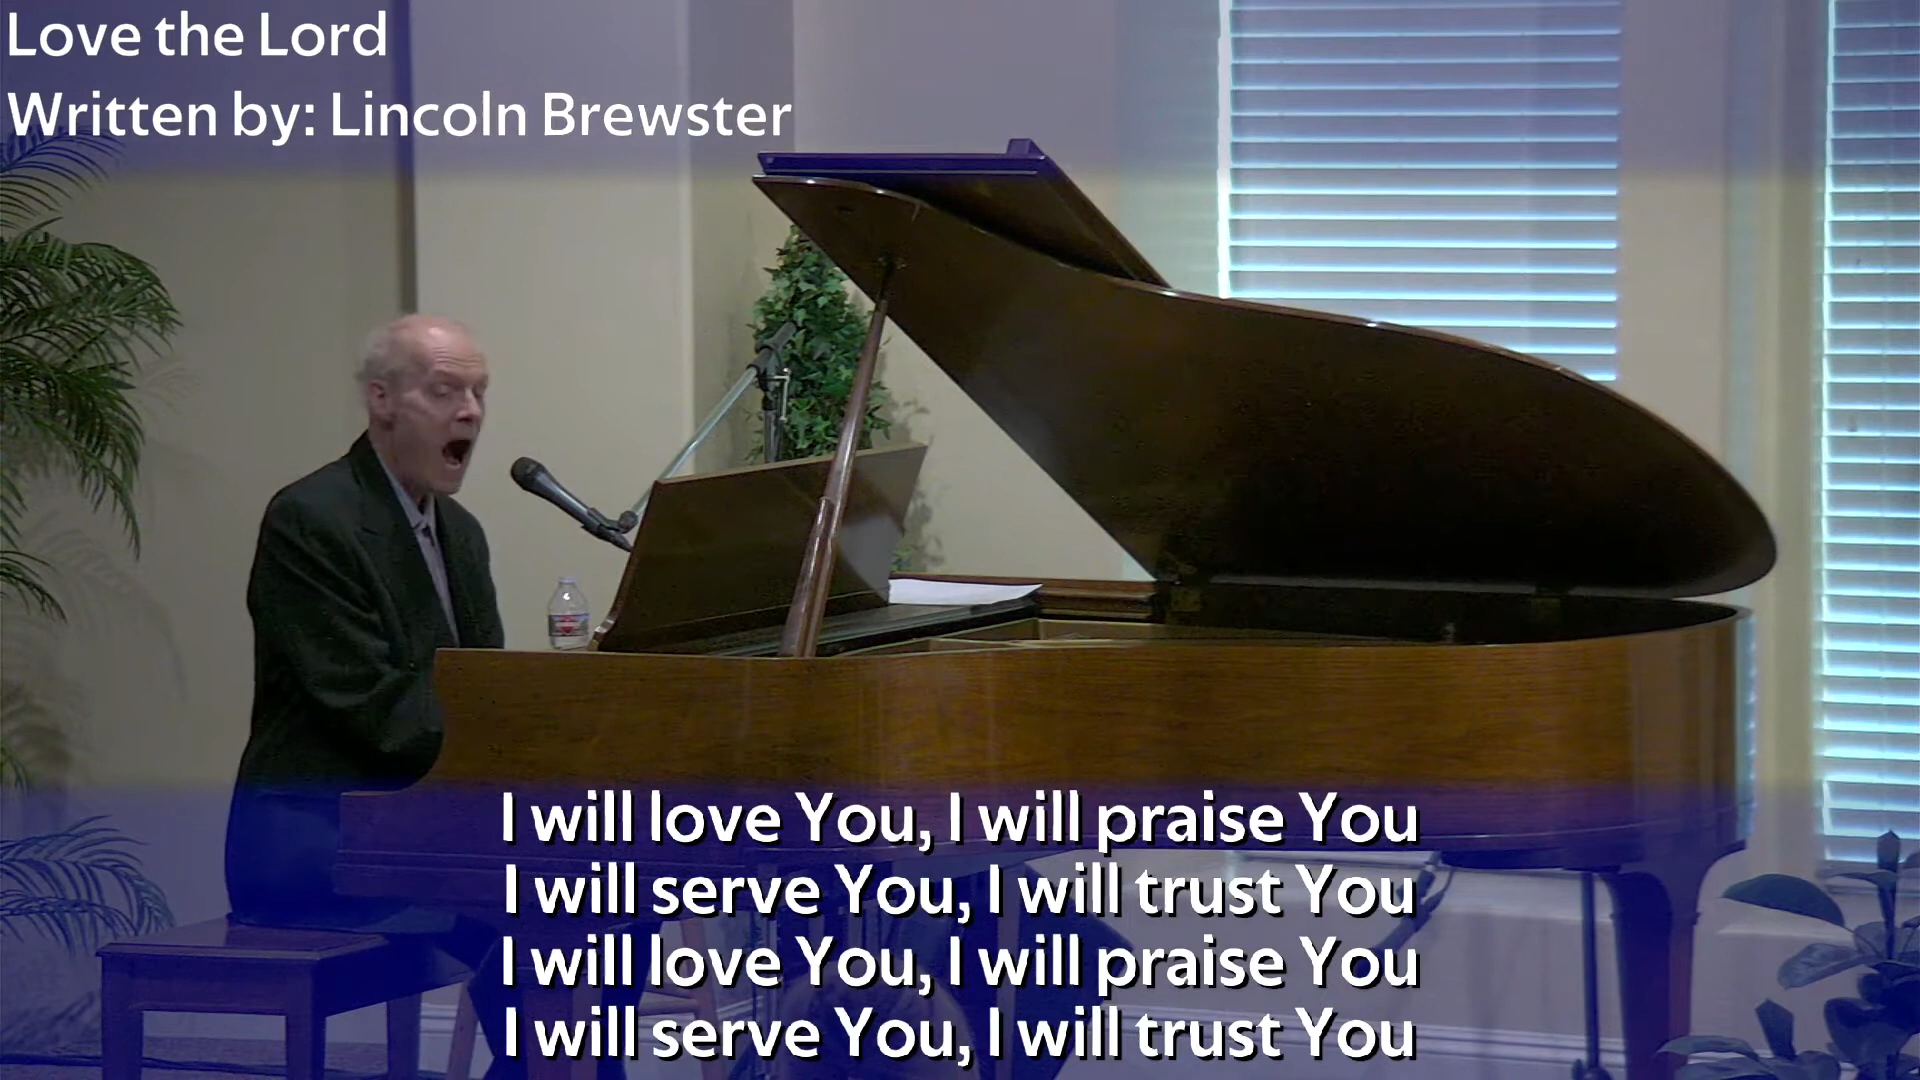 Love the Lord
Written by: Lincoln Brewster
I will love You, I will praise You
I will serve You, I will trust You
I will love You, I will praise You
I will serve You, I will trust You